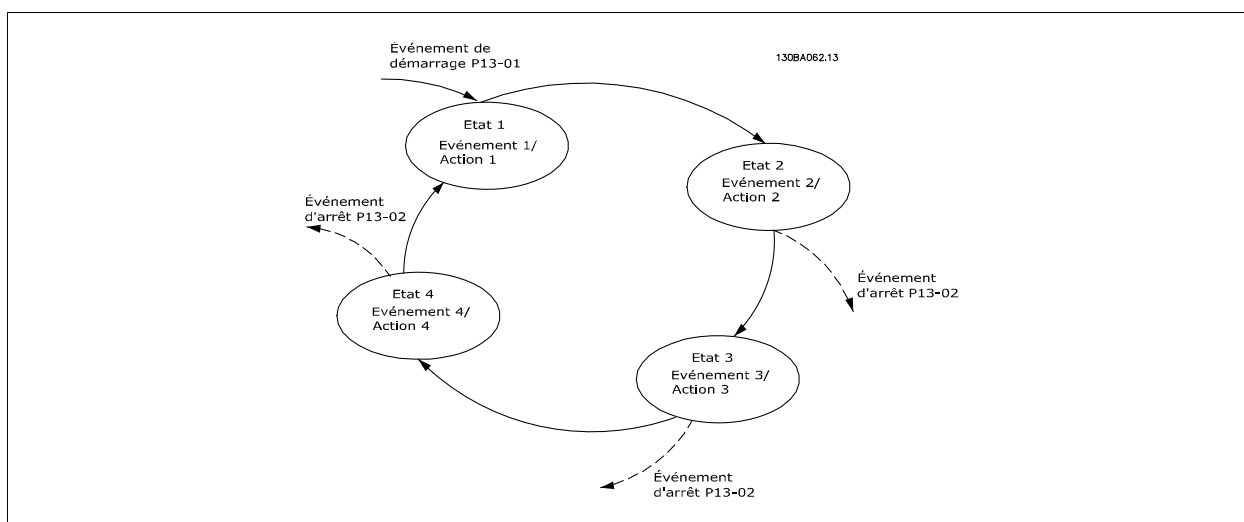 Événement de
démarrage P13-01
130BA062.13
Etat 1
Evénement 1/
Action 1
Etat 2
Evénement 2/
Action 2
Événement
d'arrêt P13-02
Événement
d'arrêt P13-02
Etat 4
Evénement 4/
Action 4
Etat 3
Evénement 3/
Action 3
Événement
d'arrêt P13-02